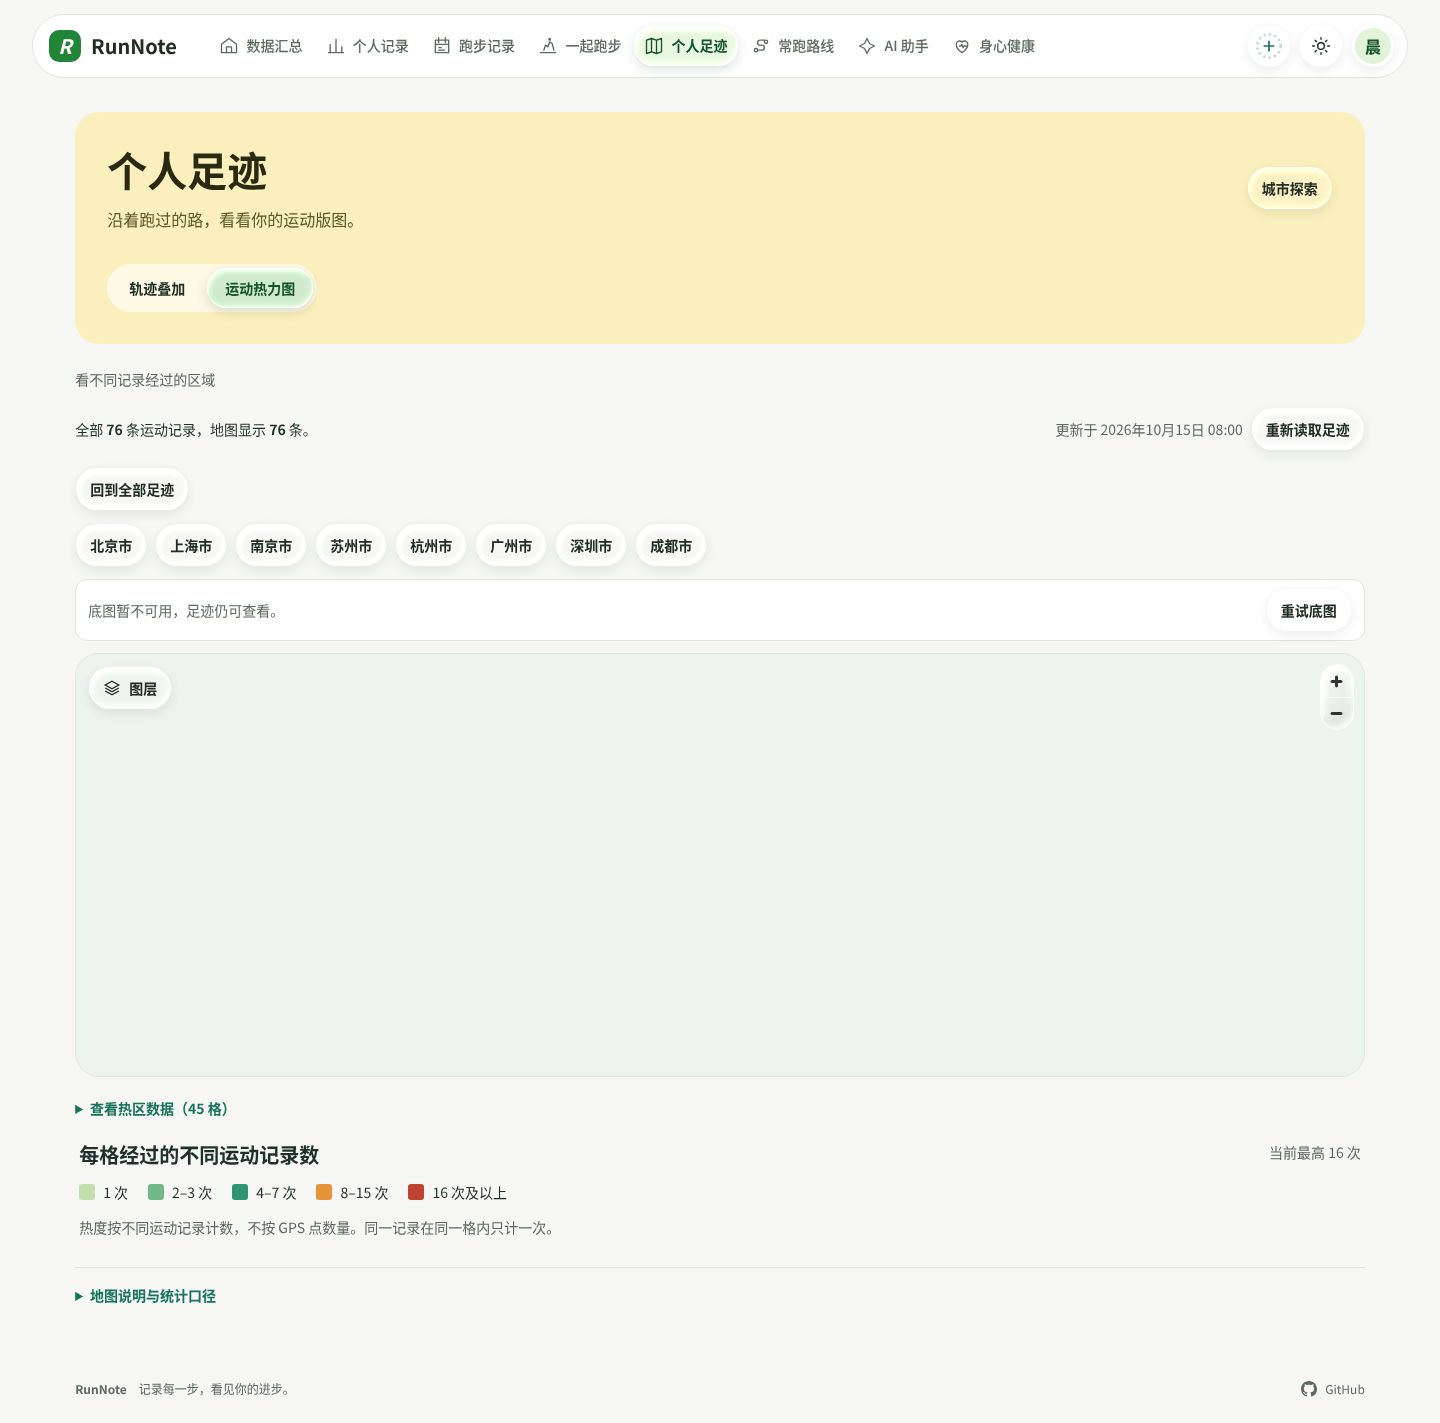 R RunNote 数据汇总 个人记录 跑步记录 一起跑步 个人足迹 常跑路线 AI 助手 身心健康 晨
个人足迹
沿着跑过的路，看看你的运动版图。
城市探索
轨迹叠加 运动热力图
看不同记录经过的区域
全部 76 条运动记录，地图显示 76 条。 更新于 2026年10月15日 08:00 重新读取足迹
回到全部足迹
北京市 上海市 南京市 苏州市 杭州市 广州市 深圳市 成都市
底图暂不可用，足迹仍可查看。 重试底图
图层
查看热区数据（45 格）
每格经过的不同运动记录数 当前最高 16 次
1 次 2–3 次 4–7 次 8–15 次 16 次及以上
热度按不同运动记录计数，不按 GPS 点数量。同一记录在同一格内只计一次。
地图说明与统计口径
RunNote 记录每一步，看见你的进步。 GitHub